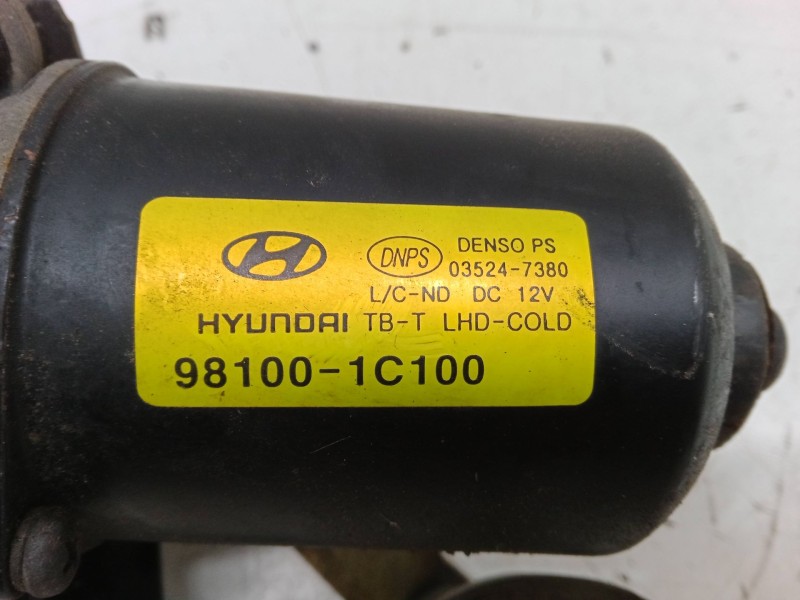 DNPS DENSO PS
03524-7380
L/C-ND DC 12V
HYUNDAI TB-T LHD-COLD
98100-1C100